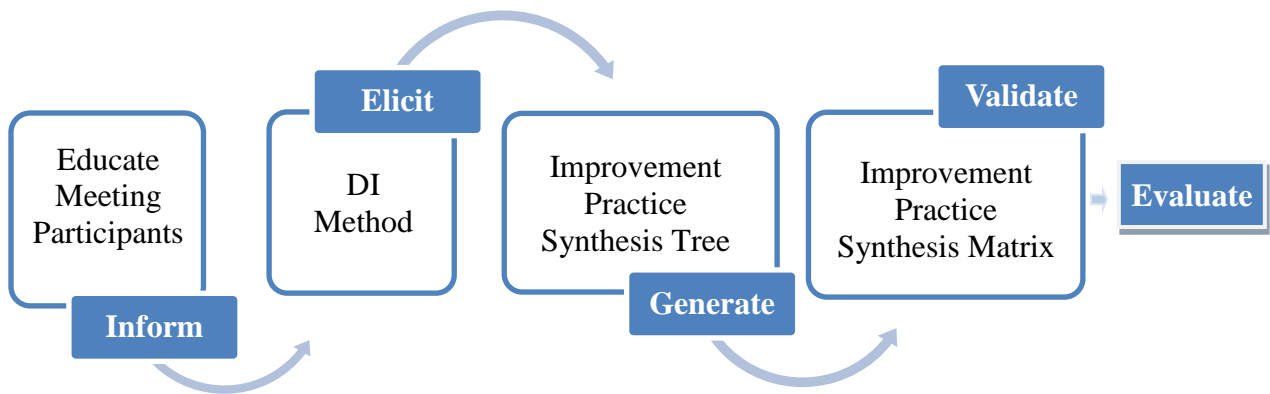 Educate
Meeting
Participants
Inform
Elicit
DI
Method
Improvement
Practice
Synthesis Tree
Generate
Validate
Improvement
Practice
Synthesis Matrix
Evaluate